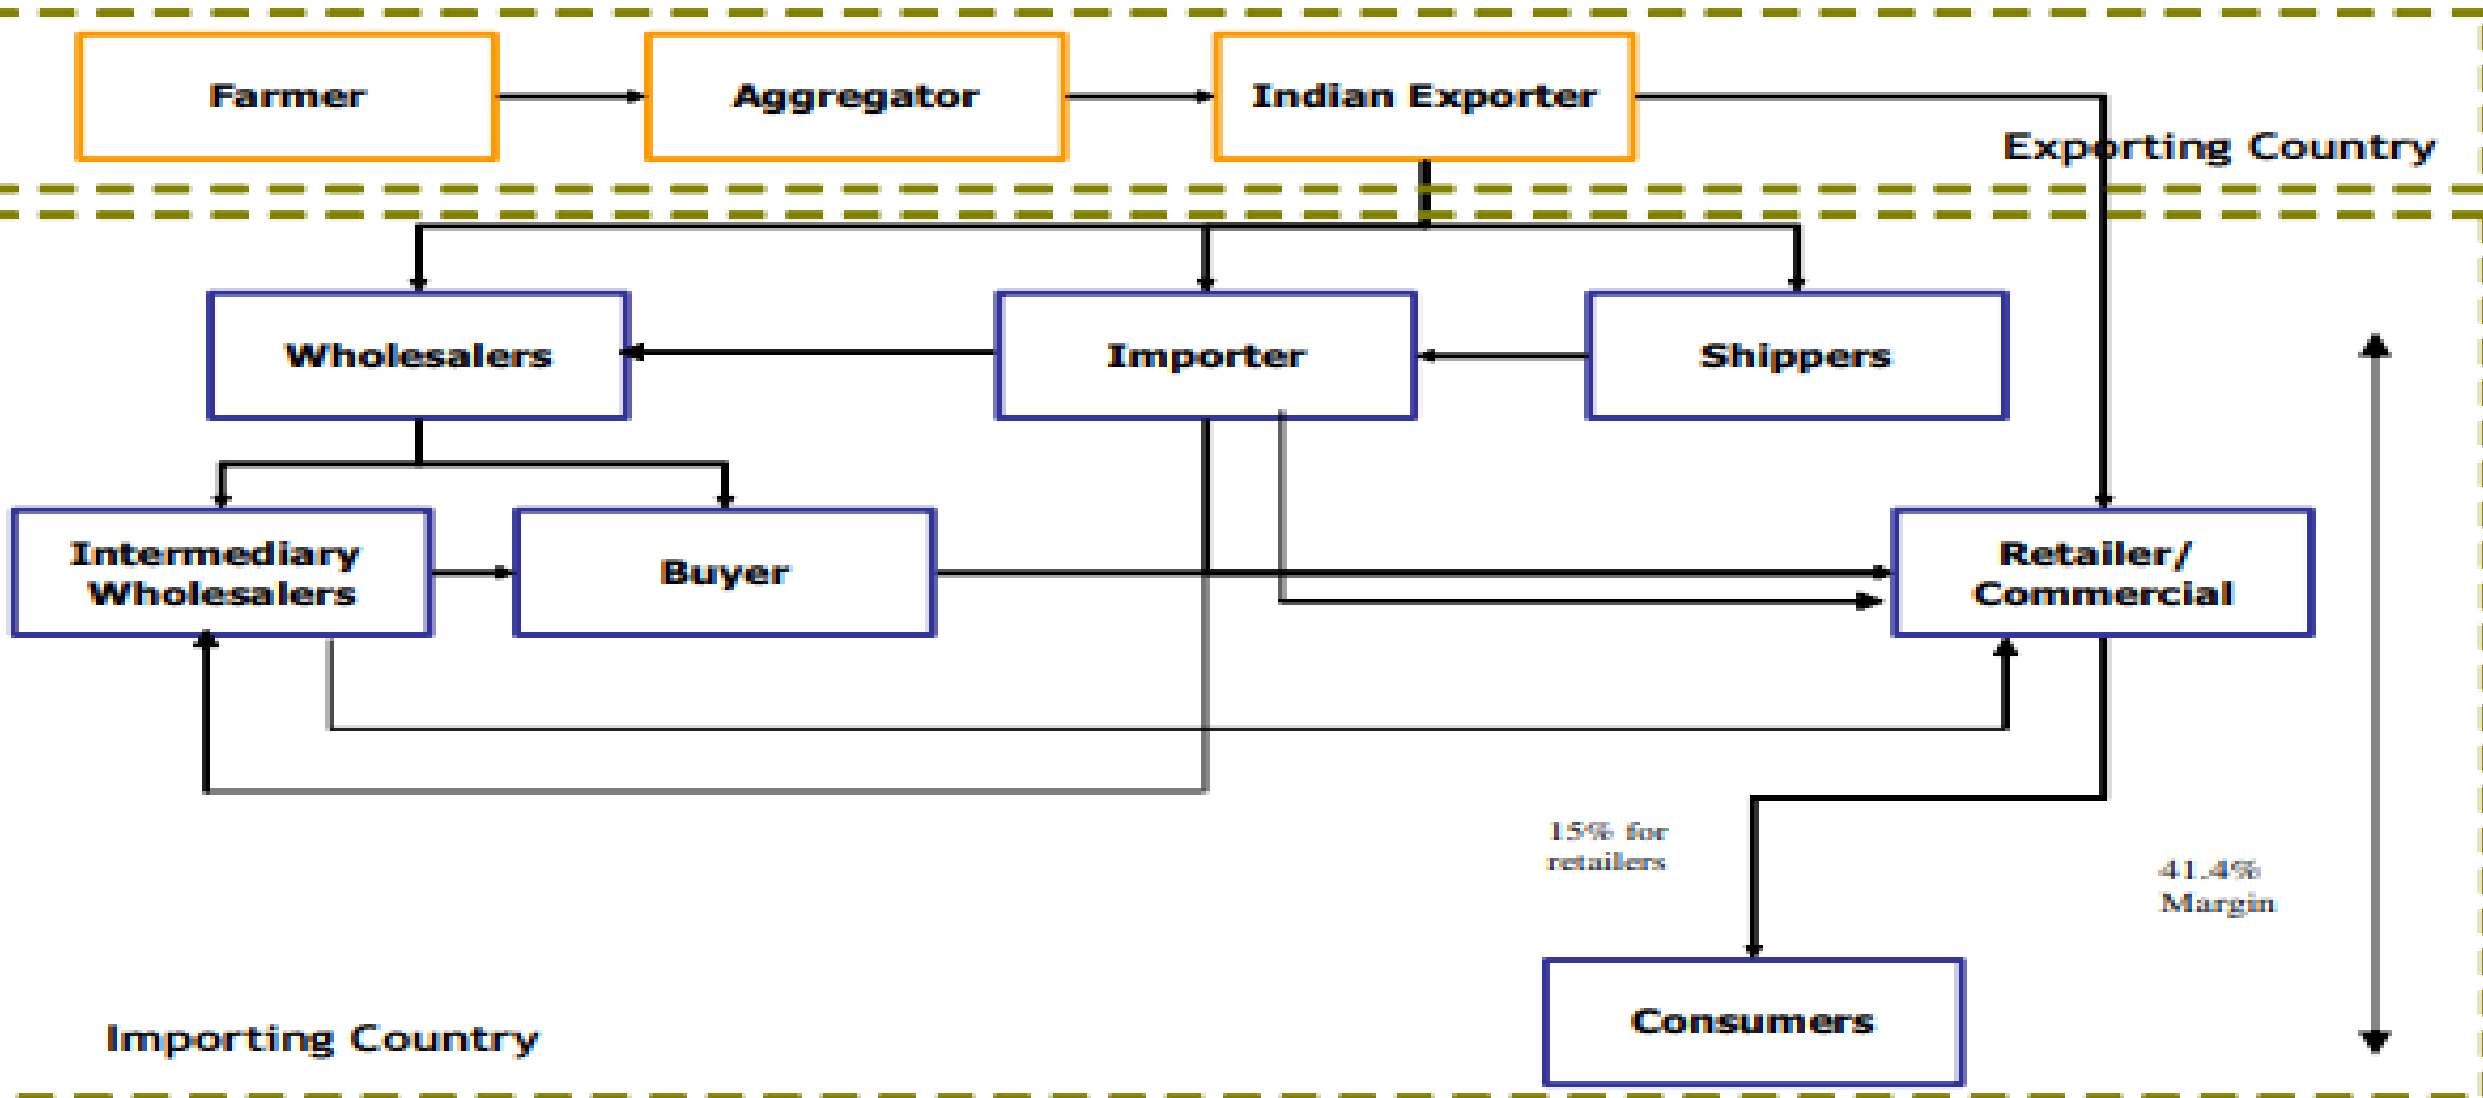 Farmer
Aggregator
Indian Exporter
Exporting Country
Wholesalers
Importer
Shippers
Intermediary
Wholesalers
Buyer
Retailer/
Commercial
15% for
retailers
41.4%
Margin
Consumers
Importing Country